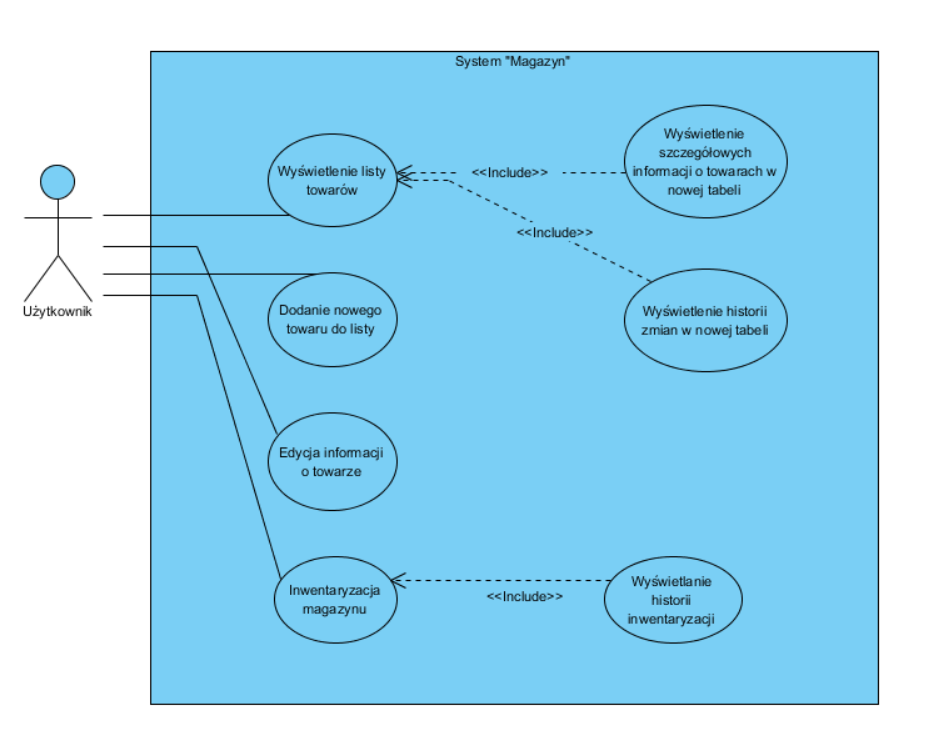 System "Magazyn"
Wyświetlenie listy
towarów
<<Include>>
Wyświetlenie
szczegółowych
informacji o towarach w
nowej tabeli
<<Include>>
Użytkownik
Dodanie nowego
towaru do listy
Wyświetlenie historii
zmian w nowej tabeli
Edycja informacji
o towarze
Inwentaryzacja
magazynu
<<Include>>
Wyświetlanie
historii
inwentaryzacji